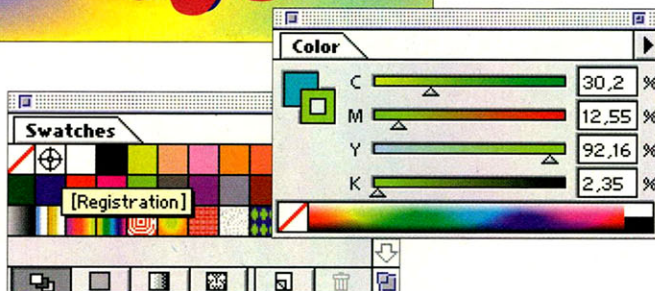 Color
C 30,2 %
M 12,55 %
Y 92,16 %
K 2,35 %
Swatches
[Registration]